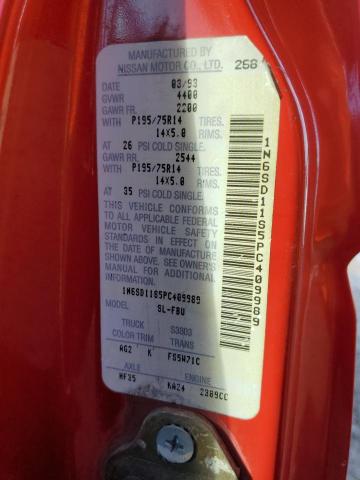 MANUFACTURED BY
NISSAN MOTOR CO., LTD. 258
DATE 03/93
GVWR 4400
GAWR FR. 2200
WITH P195/75R14 TIRES.
14X5.0 RIMS.
AT 26 PSI COLD SINGLE.
GAWR RR. 2544
WITH P195/75R14 TIRES.
14X5.0 RIMS.
AT 35 PSI COLD SINGLE.
THIS VEHICLE CONFORMS
TO ALL APPLICABLE FEDERAL
MOTOR VEHICLE SAFETY
STANDARDS IN EFFECT ON
THE DATE OF MANUFACTURE
ABOVE. SEE OWNER'S
MANUAL FOR ADDITIONAL
INFORMATION.
1N6SD11S5PC409989
MODEL SL-FBU
TRUCK S3803
COLOR TRIM TRANS
AG2 K FS5W71C
AXLE ENGINE
HF35 KA24 2389CC
1N6SD11S5PC409989